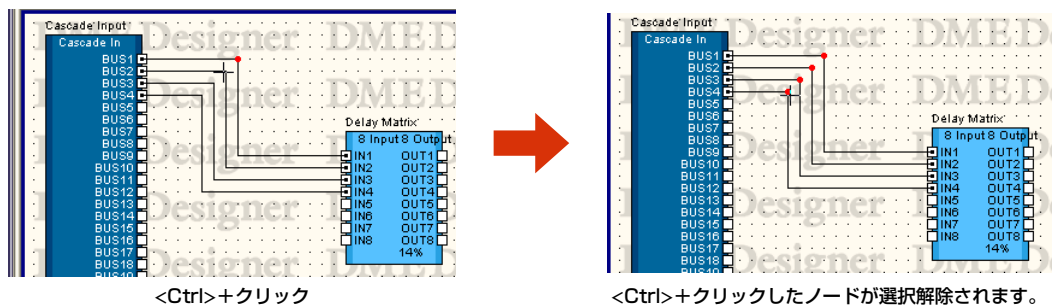 Cascade Input
Cascade In
BUS1
BUS2
BUS3
BUS4
BUS5
BUS6
BUS7
BUS8
BUS9
BUS10
BUS11
BUS12
BUS13
BUS14
BUS15
BUS16
BUS17
BUS18
Delay Matrix
8 Input 8 Output
IN1 OUT1
IN2 OUT2
IN3 OUT3
IN4 OUT4
IN5 OUT5
IN6 OUT6
IN7 OUT7
IN8 OUT8
14%
<Ctrl>+クリック
Cascade Input
Cascade In
BUS1
BUS2
BUS3
BUS4
BUS5
BUS6
BUS7
BUS8
BUS9
BUS10
BUS11
BUS12
BUS13
BUS14
BUS15
BUS16
BUS17
BUS18
Delay Matrix
8 Input 8 Output
IN1 OUT1
IN2 OUT2
IN3 OUT3
IN4 OUT4
IN5 OUT5
IN6 OUT6
IN7 OUT7
IN8 OUT8
14%
<Ctrl>+クリックしたノードが選択解除されます。